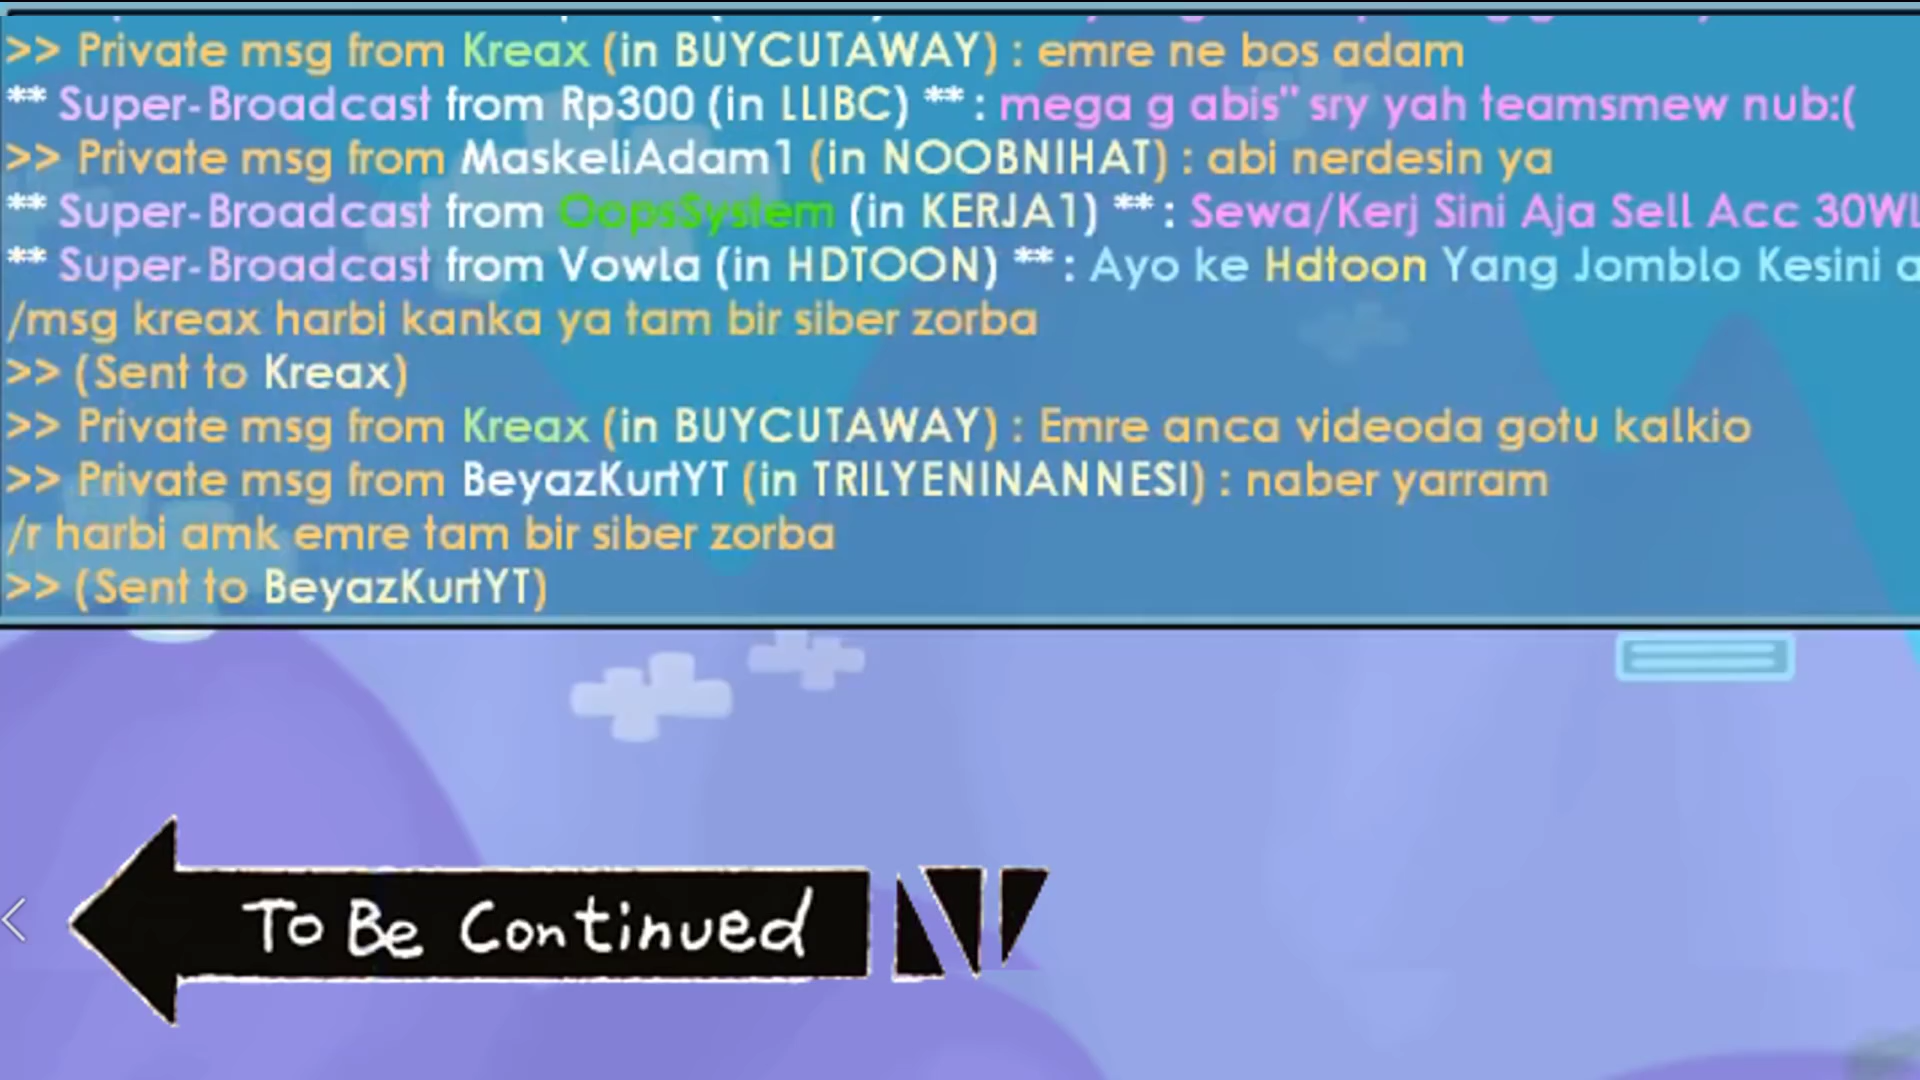 >> Private msg from Kreax (in BUYCUTAWAY) : emre ne bos adam
** Super-Broadcast from Rp300 (in LLIBC) ** : mega g abis" sry yah teamsmew nub:(
>> Private msg from MaskeliAdam1 (in NOOBNIHAT) : abi nerdesin ya
** Super-Broadcast from OopsSystem (in KERJA1) ** : Sewa/Kerj Sini Aja Sell Acc 30WL
** Super-Broadcast from Vowla (in HDTOON) ** : Ayo ke Hdtoon Yang Jomblo Kesini a
/msg kreax harbi kanka ya tam bir siber zorba
>> (Sent to Kreax)
>> Private msg from Kreax (in BUYCUTAWAY) : Emre anca videoda gotu kalkio
>> Private msg from BeyazKurtYT (in TRILYENINANNESI) : naber yarram
/r harbi amk emre tam bir siber zorba
>> (Sent to BeyazKurtYT)
To Be Continued